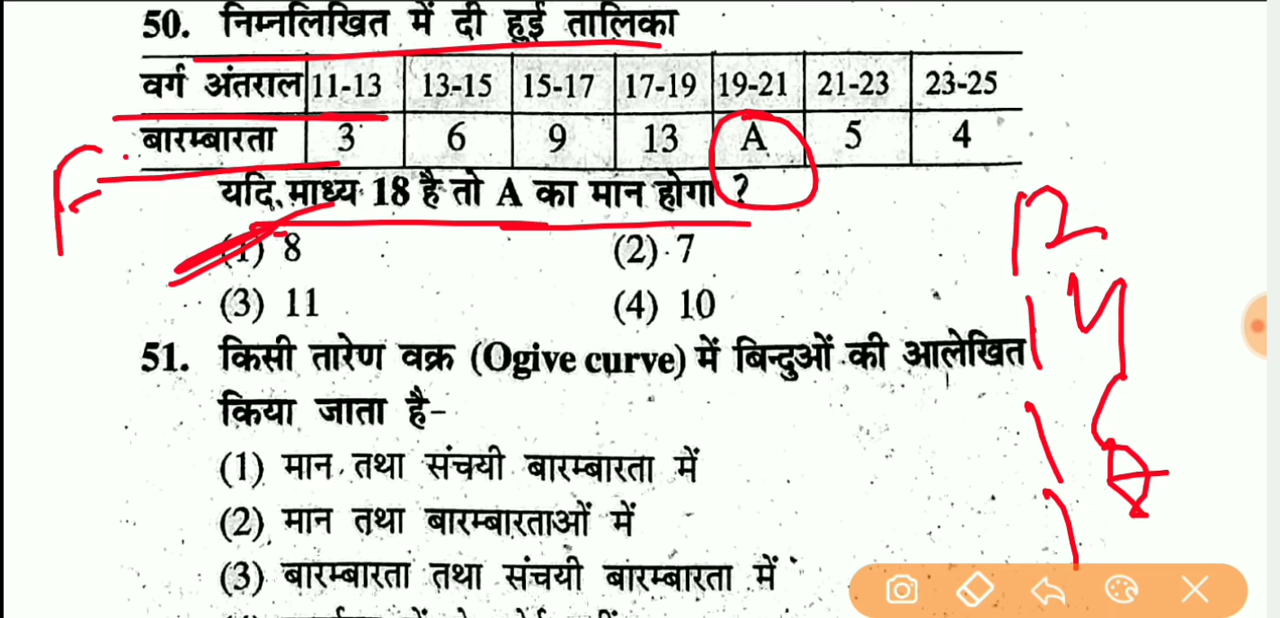 50. निम्नलिखित में दी हुई तालिका
वर्ग अंतराल 11-13 13-15 15-17 17-19 19-21 21-23 23-25
बारम्बारता 3 6 9 13 A 5 4
यदि माध्य 18 है तो A का मान होगा ?
(1) 8 (2) 7
(3) 11 (4) 10
51. किसी तारेण वक्र (Ogive curve) में बिन्दुओं की आलेखित
किया जाता है-
(1) मान तथा संचयी बारम्बारता में
(2) मान तथा बारम्बारताओं में
(3) बारम्बारता तथा संचयी बारम्बारता में